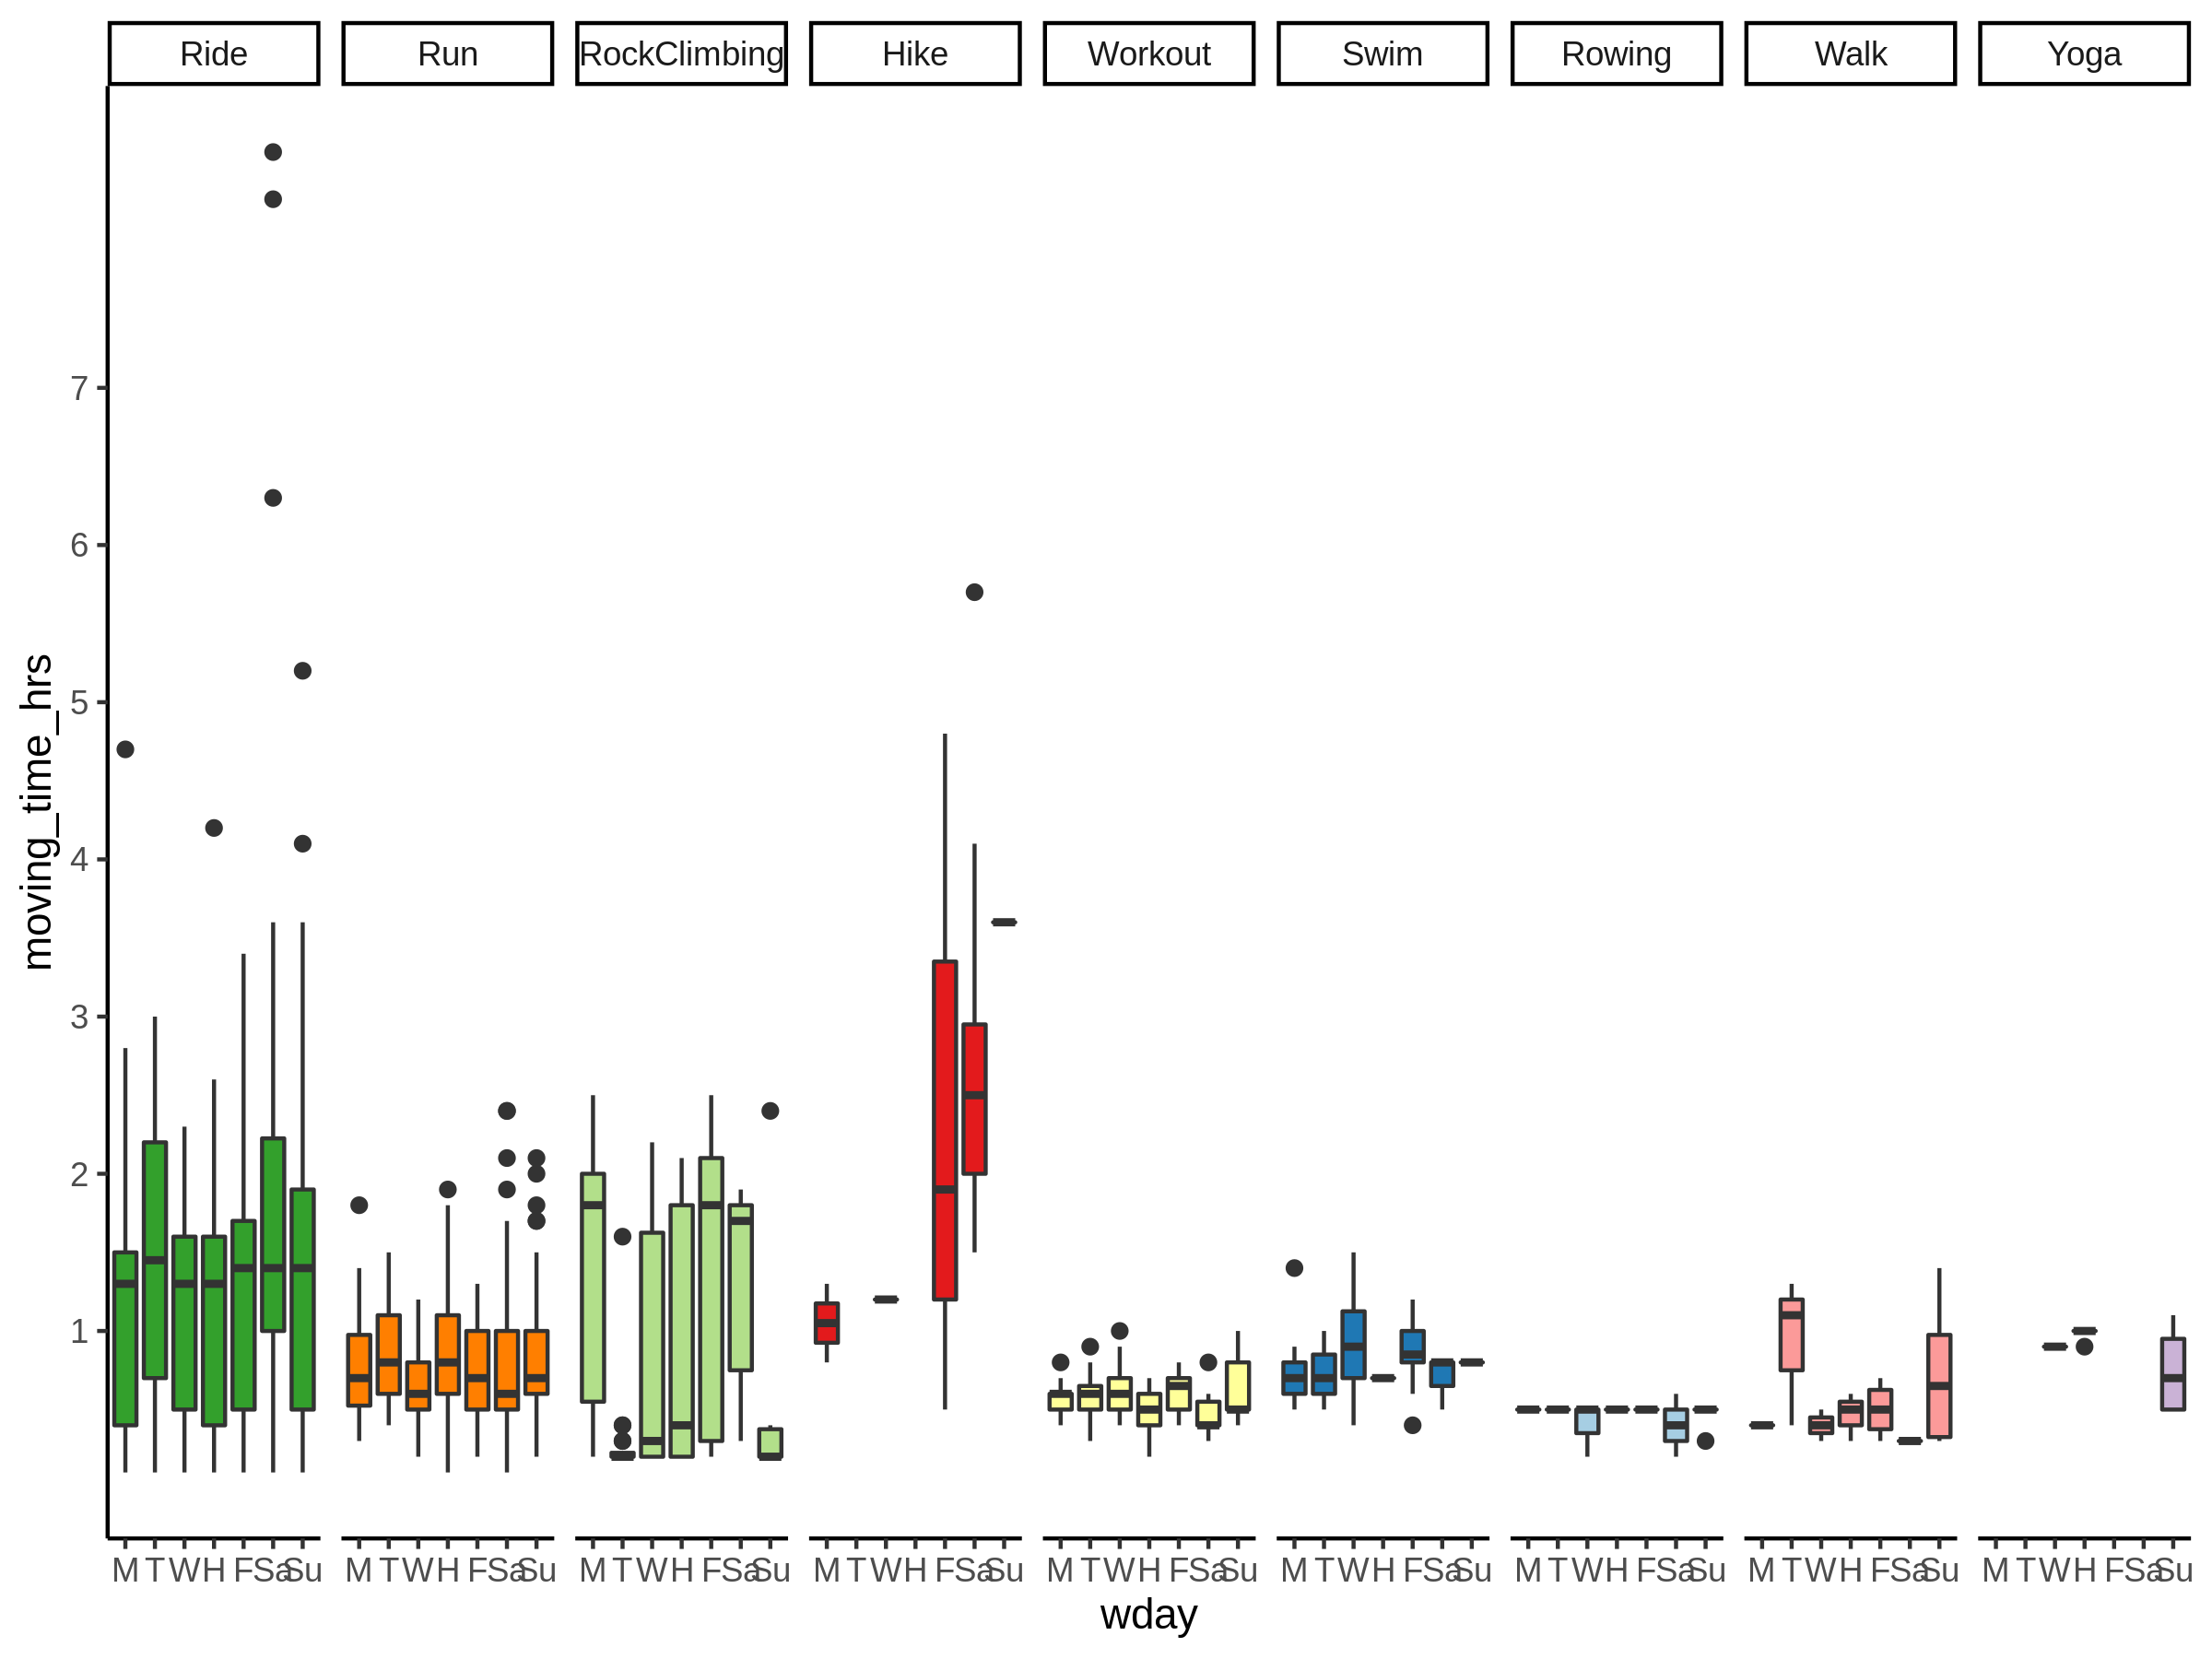 Ride Run RockClimbing Hike Workout Swim Rowing Walk Yoga
7
6
5
4
3
2
1
moving_time_hrs
M T W H F Sa Su M T W H F Sa Su M T W H F Sa Su M T W H F Sa Su M T W H F Sa Su M T W H F Sa Su M T W H F Sa Su M T W H F Sa Su M T W H F Sa Su
wday